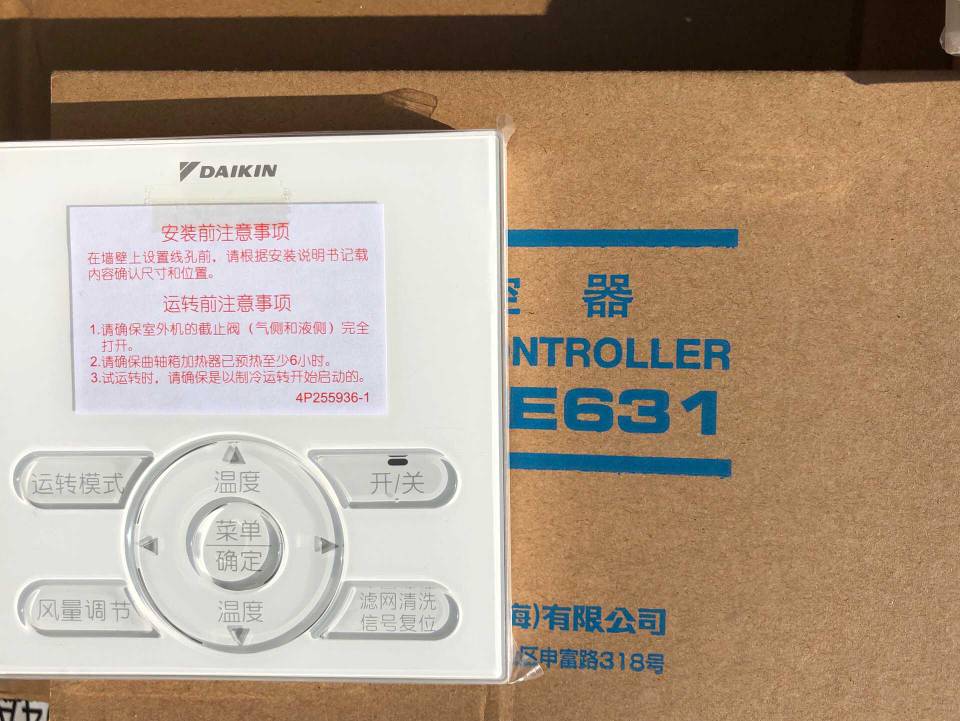 DAIKIN
安装前注意事项
在墙壁上设置线孔前，请根据安装说明书记载
内容确认尺寸和位置。
运转前注意事项
1.请确保室外机的截止阀（气侧和液侧）完全
打开。
2.请确保曲轴箱加热器已预热至少6小时。
3.试运转时，请确保是以制冷运转开始启动的。
4P255936-1
控 器
ONTROLLER
E631
运转模式
温度
开/关
菜单
确定
风量调节
温度
滤网清洗
信号复位
海)有限公司
区申富路318号